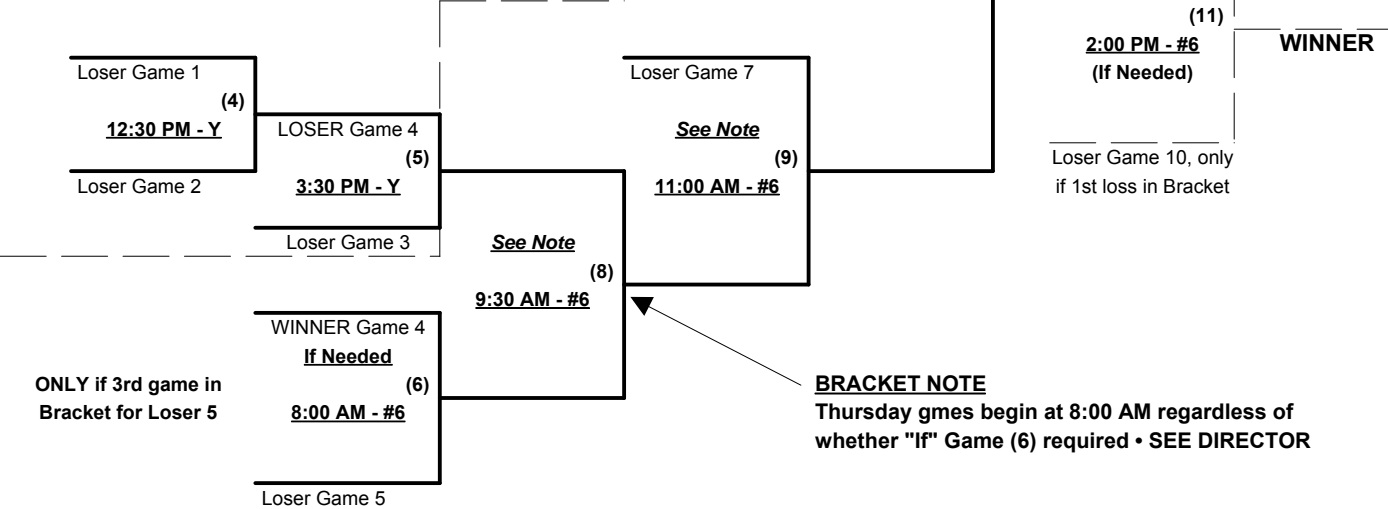 (11)
2:00 PM - #6
(If Needed)
WINNER
Loser Game 10, only
if 1st loss in Bracket
Loser Game 1
(4)
12:30 PM - Y
Loser Game 2
LOSER Game 4
(5)
3:30 PM - Y
Loser Game 3
Loser Game 7
See Note
(9)
11:00 AM - #6
See Note
(8)
9:30 AM - #6
WINNER Game 4
If Needed
(6)
8:00 AM - #6
Loser Game 5
ONLY if 3rd game in
Bracket for Loser 5
BRACKET NOTE
Thursday gmes begin at 8:00 AM regardless of
whether "If" Game (6) required • SEE DIRECTOR